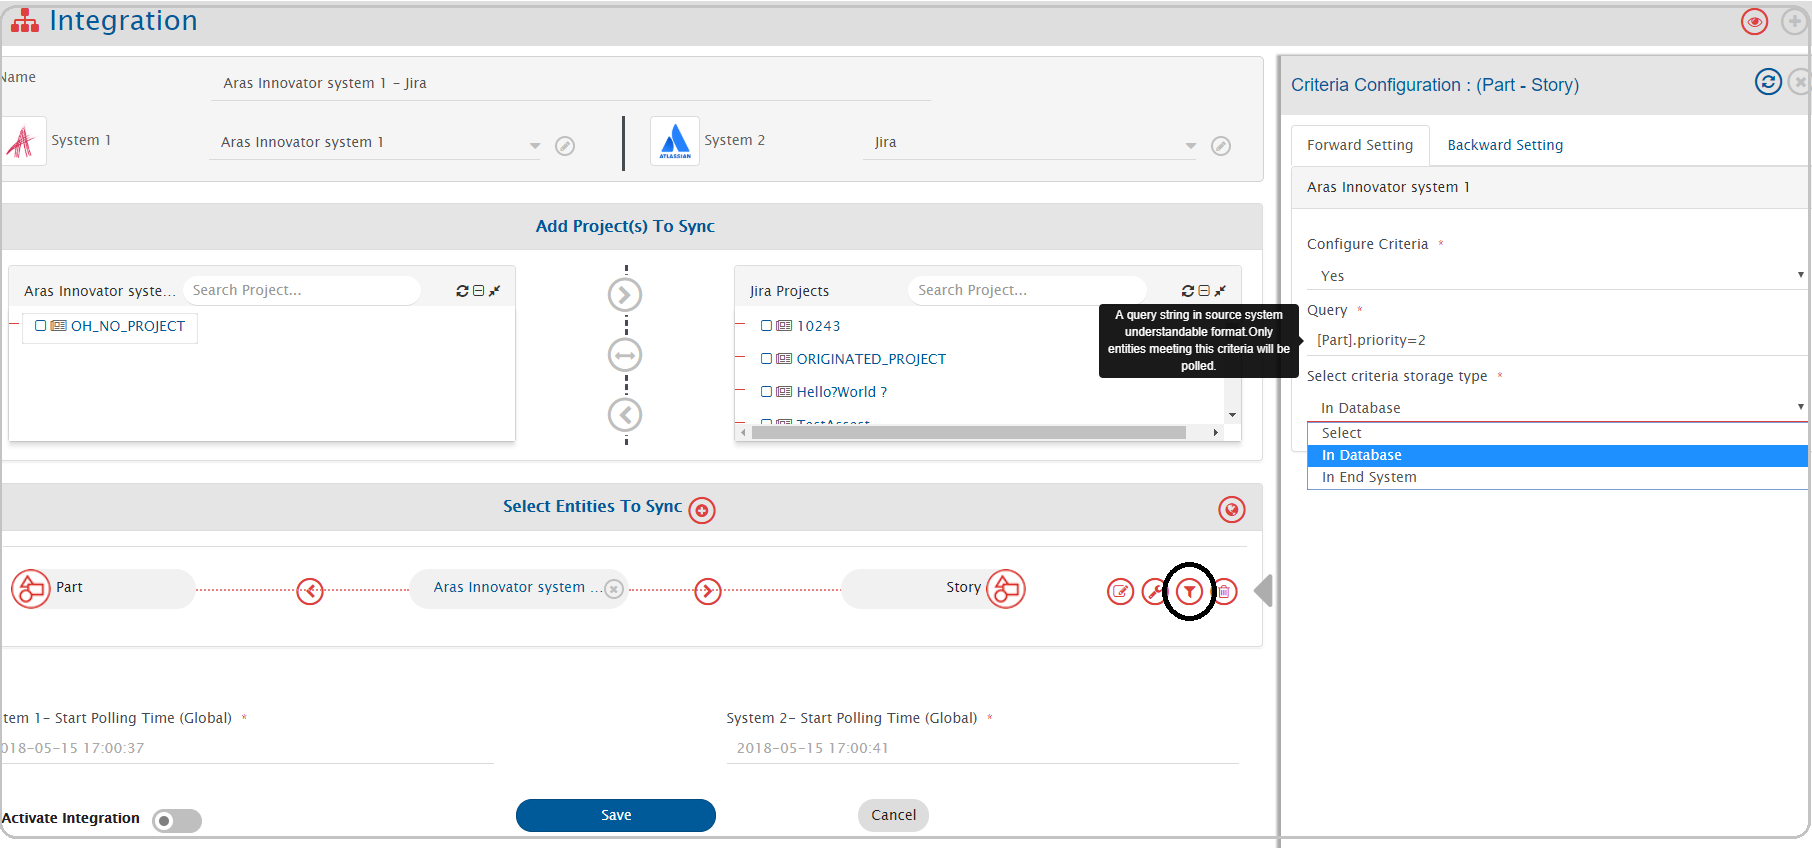 Integration
Name
Aras Innovator system 1 - Jira
System 1
Aras Innovator system 1
ATLASSIAN
System 2
Jira
Add Project(s) To Sync
Aras Innovator syste...
Search Project...
OH_NO_PROJECT
Jira Projects
Search Project...
10243
ORIGINATED_PROJECT
Hello?World ?
TestAssest
Select Entities To Sync
Part
Aras Innovator system ...
Story
tem 1- Start Polling Time (Global) *
018-05-15 17:00:37
System 2- Start Polling Time (Global) *
2018-05-15 17:00:41
Activate Integration
Save
Cancel
Criteria Configuration : (Part - Story)
Forward Setting
Backward Setting
Aras Innovator system 1
Configure Criteria *
Yes
Query *
[Part].priority=2
A query string in source system
understandable format.Only
entities meeting this criteria will be
polled.
Select criteria storage type *
In Database
Select
In Database
In End System